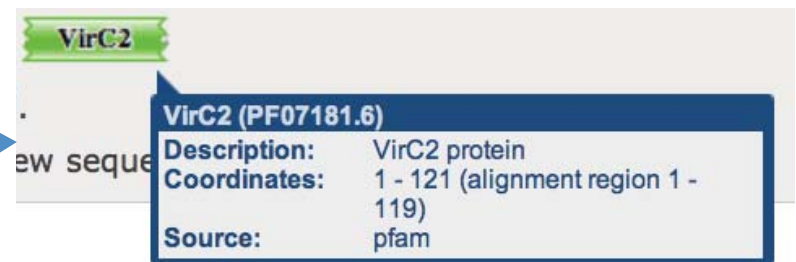 VirC2
.
VirC2 (PF07181.6)
ew seque
Description: VirC2 protein
Coordinates: 1 - 121 (alignment region 1 -
119)
Source: pfam